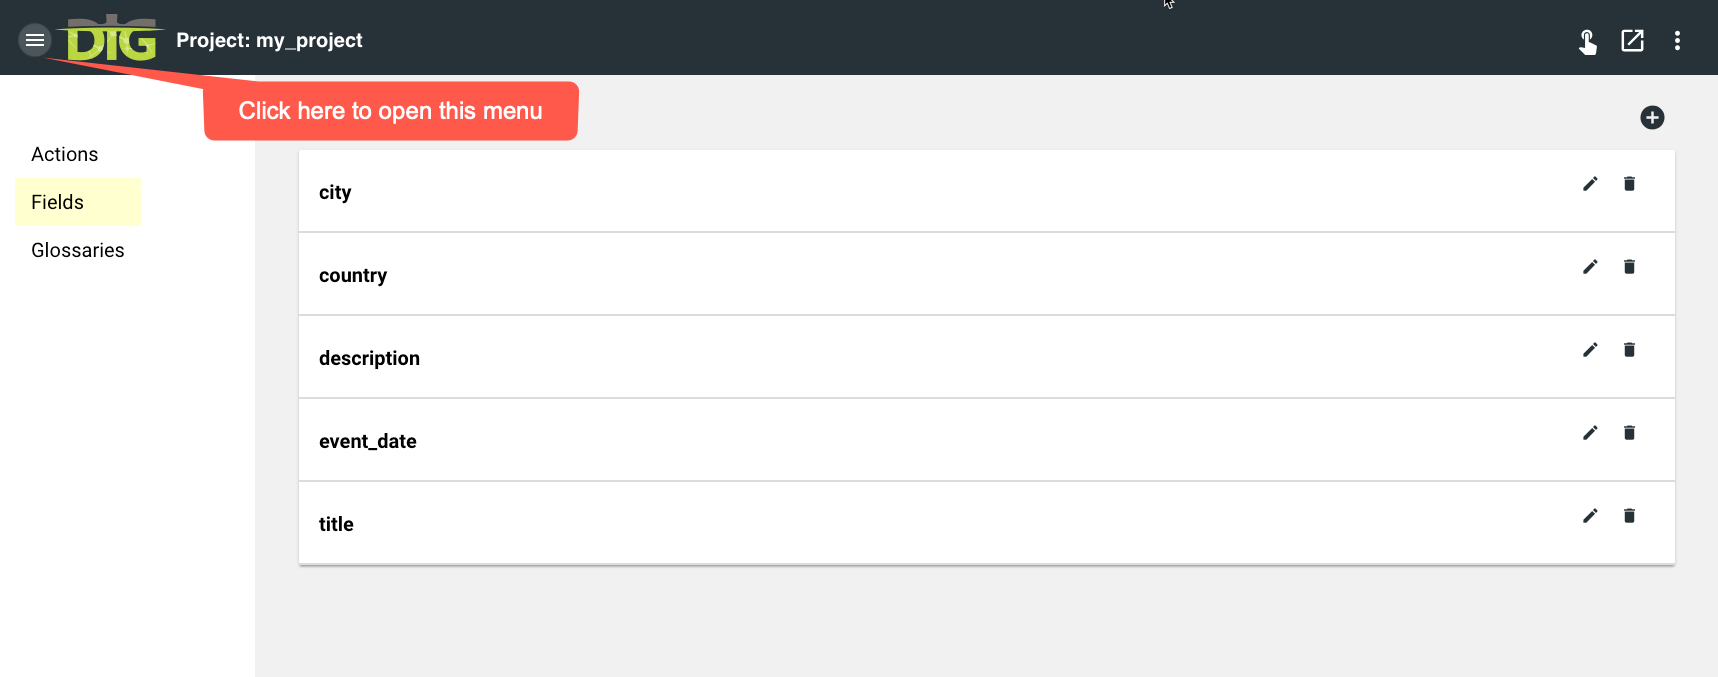 DIG Project: my_project
Click here to open this menu
Actions
Fields
Glossaries
city
country
description
event_date
title